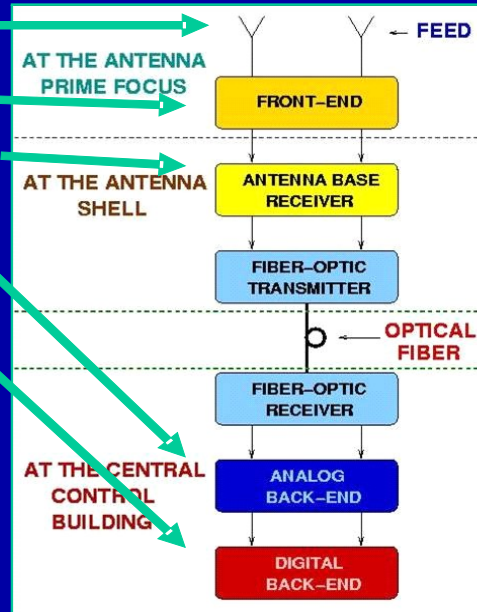 FEED
AT THE ANTENNA
PRIME FOCUS
FRONT-END
AT THE ANTENNA
SHELL
ANTENNA BASE
RECEIVER
FIBER-OPTIC
TRANSMITTER
OPTICAL
FIBER
FIBER-OPTIC
RECEIVER
AT THE CENTRAL
CONTROL
BUILDING
ANALOG
BACK-END
DIGITAL
BACK-END